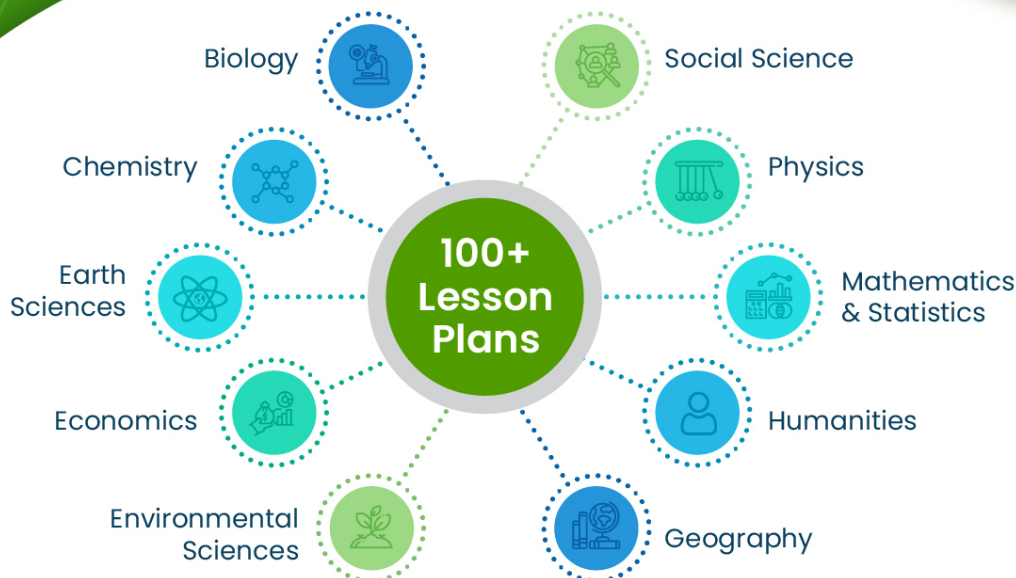 Biology
Social Science
Chemistry
Physics
100+
Lesson
Plans
Earth
Sciences
Mathematics
& Statistics
Economics
Humanities
Environmental
Sciences
Geography